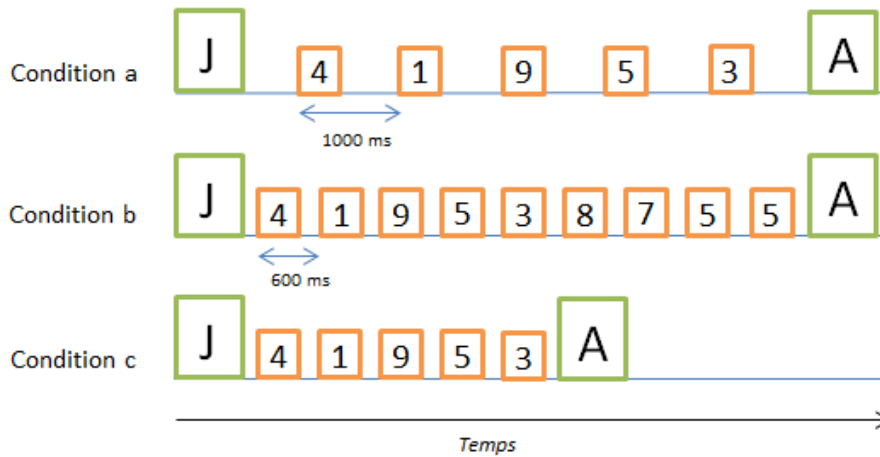 Condition a J 4 1 9 5 3 A
1000 ms
Condition b J 4 1 9 5 3 8 7 5 5 A
600 ms
Condition c J 4 1 9 5 3 A
Temps